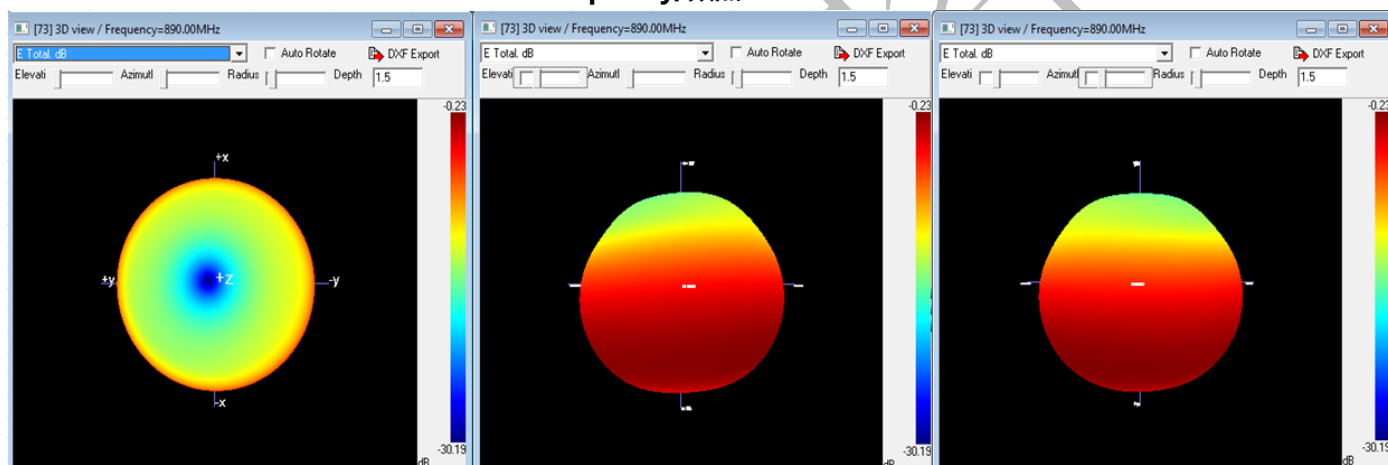 [73] 3D view / Frequency=890.00MHz
E Total. dB
Auto Rotate
DXF Export
Elevati
Azimutl
Radius
Depth
1.5
-0.23
+x
+y
+Z
-y
-x
-30.19
dB
[73] 3D view / Frequency=890.00MHz
E Total. dB
Auto Rotate
DXF Export
Elevati
Azimutl
Radius
Depth
1.5
-0.23
-30.19
dB
[73] 3D view / Frequency=890.00MHz
E Total. dB
Auto Rotate
DXF Export
Elevati
Azimutl
Radius
Depth
1.5
-0.23
-30.19
dB